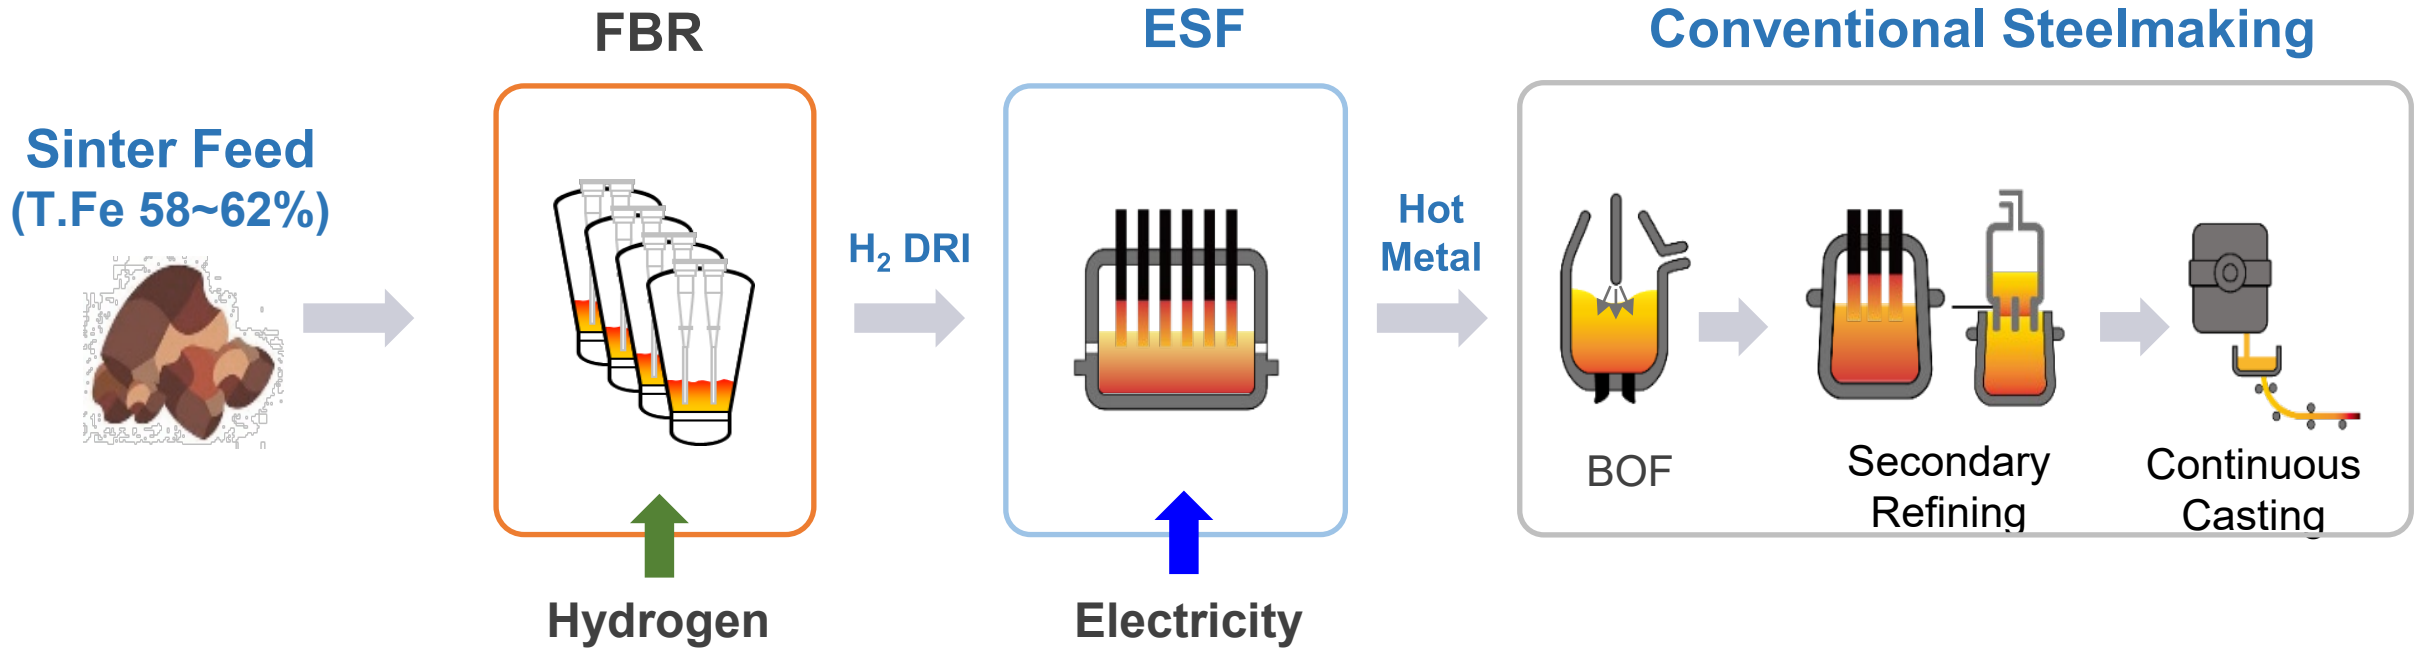 FBR
ESF
Conventional Steelmaking
Sinter Feed
(T.Fe 58~62%)
H₂ DRI
Hot
Metal
BOF
Secondary
Refining
Continuous
Casting
Hydrogen
Electricity